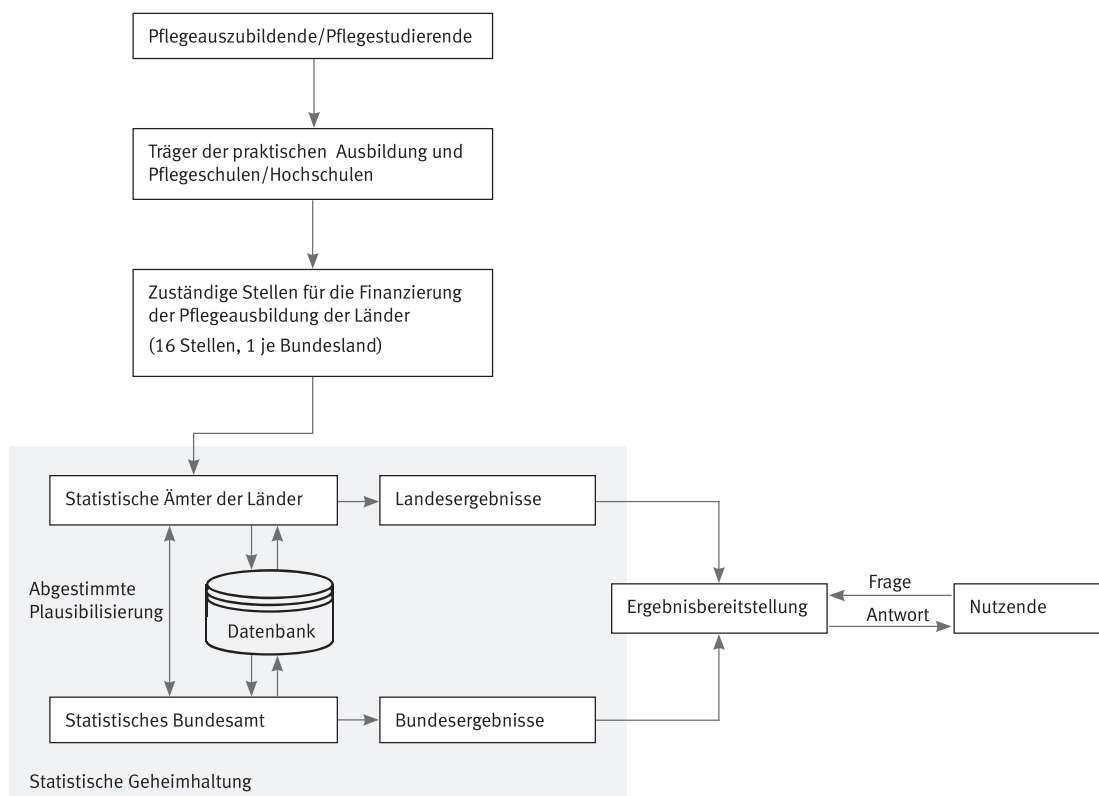 Pflegeauszubildende/Pflegestudierende
Träger der praktischen Ausbildung und
Pflegeschulen/Hochschulen
Zuständige Stellen für die Finanzierung
der Pflegeausbildung der Länder
(16 Stellen, 1 je Bundesland)
Statistische Ämter der Länder
Landesergebnisse
Abgestimmte
Plausibilisierung
Datenbank
Statistisches Bundesamt
Bundesergebnisse
Statistische Geheimhaltung
Ergebnisbereitstellung
Frage
Antwort
Nutzende